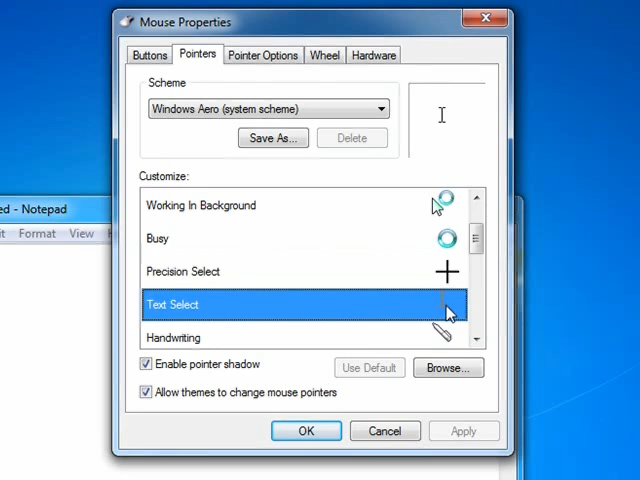 Mouse Properties
Buttons
Pointers
Pointer Options
Wheel
Hardware
Scheme
Windows Aero (system scheme)
Save As...
Delete
Customize:
Working In Background
Busy
Precision Select
Text Select
Handwriting
Enable pointer shadow
Use Default
Browse...
Allow themes to change mouse pointers
OK
Cancel
Apply
- Notepad
Format
View